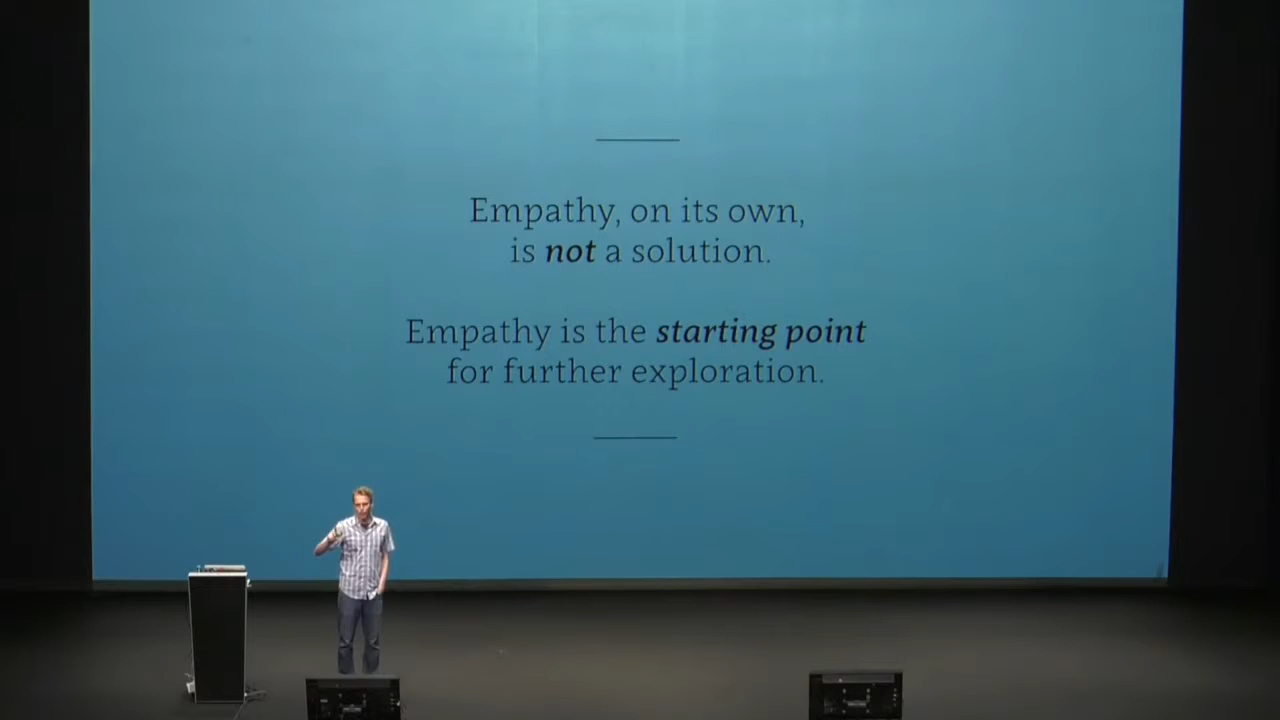 Empathy, on its own,
is not a solution.
Empathy is the starting point
for further exploration.